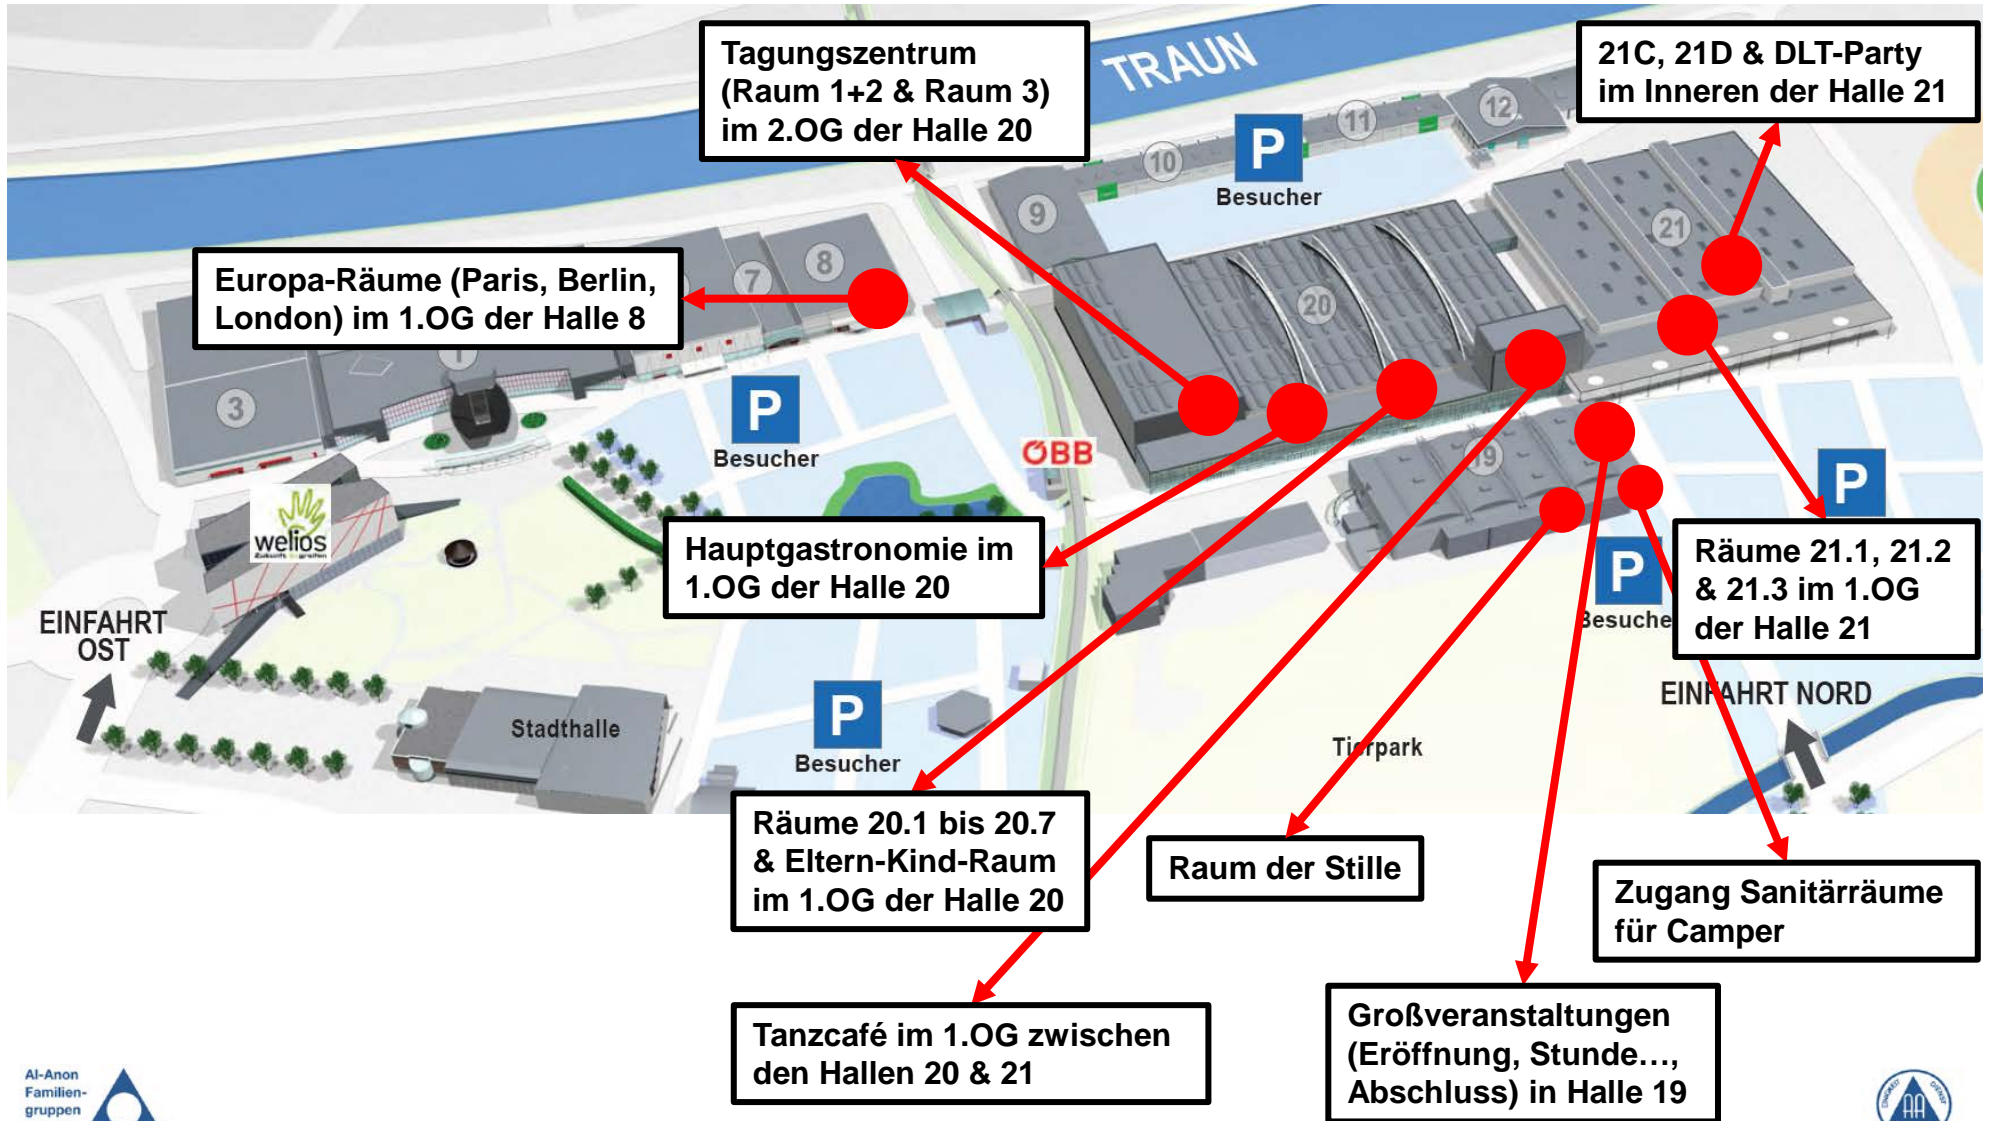 Tagungszentrum
(Raum 1+2 & Raum 3)
im 2.OG der Halle 20
TRAUN
21C, 21D & DLT-Party
im Inneren der Halle 21
12
11
10
P
Besucher
9
21
Europa-Räume (Paris, Berlin,
London) im 1.OG der Halle 8
7
8
20
1
3
P
Besucher
ÖBB
19
P
welios
Hauptgastronomie im
1.OG der Halle 20
P
Besuche
Räume 21.1, 21.2
& 21.3 im 1.OG
der Halle 21
EINFAHRT
OST
EINFAHRT NORD
Stadthalle
P
Besucher
Tierpark
Räume 20.1 bis 20.7
& Eltern-Kind-Raum
im 1.OG der Halle 20
Raum der Stille
Zugang Sanitärräume
für Camper
Tanzcafé im 1.OG zwischen
den Hallen 20 & 21
Großveranstaltungen
(Eröffnung, Stunde…,
Abschluss) in Halle 19
Al-Anon
Familien-
gruppen
EINIGKEIT DIENST
AA